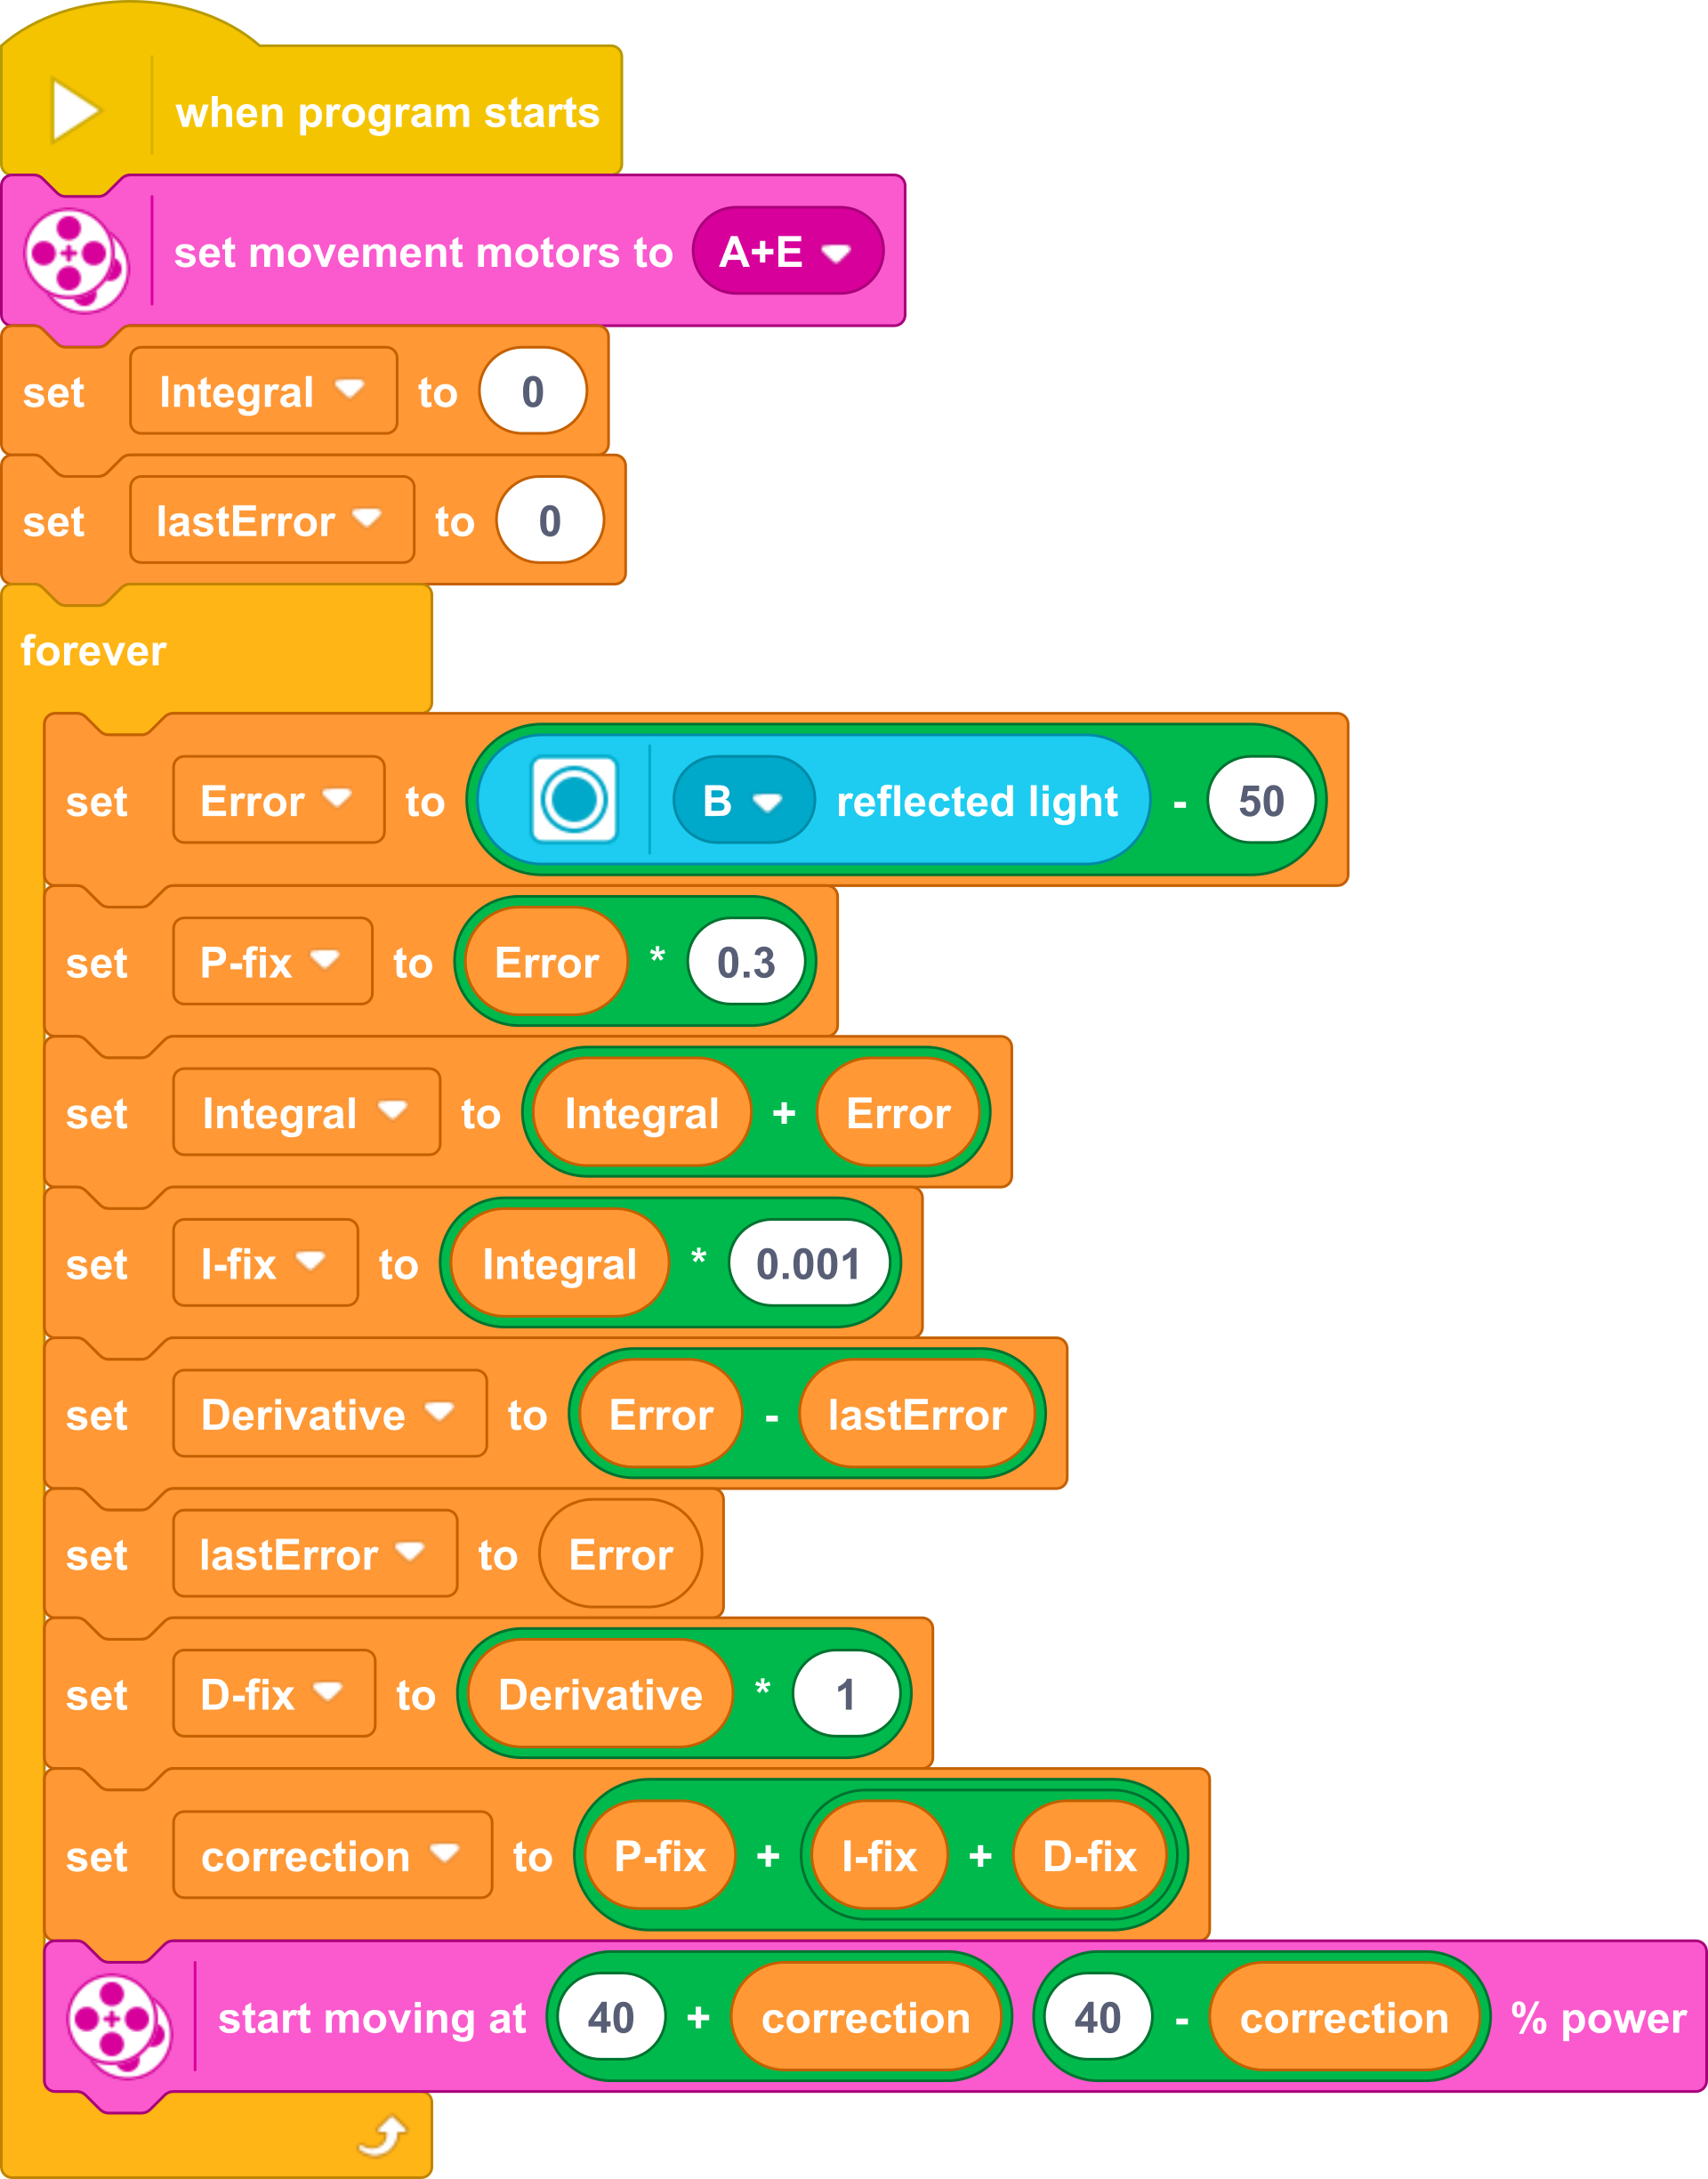 when program starts
set movement motors to A+E
set Integral to 0
set lastError to 0
forever
set Error to B reflected light - 50
set P-fix to Error * 0.3
set Integral to Integral + Error
set I-fix to Integral * 0.001
set Derivative to Error - lastError
set lastError to Error
set D-fix to Derivative * 1
set correction to P-fix + I-fix + D-fix
start moving at 40 + correction 40 - correction % power